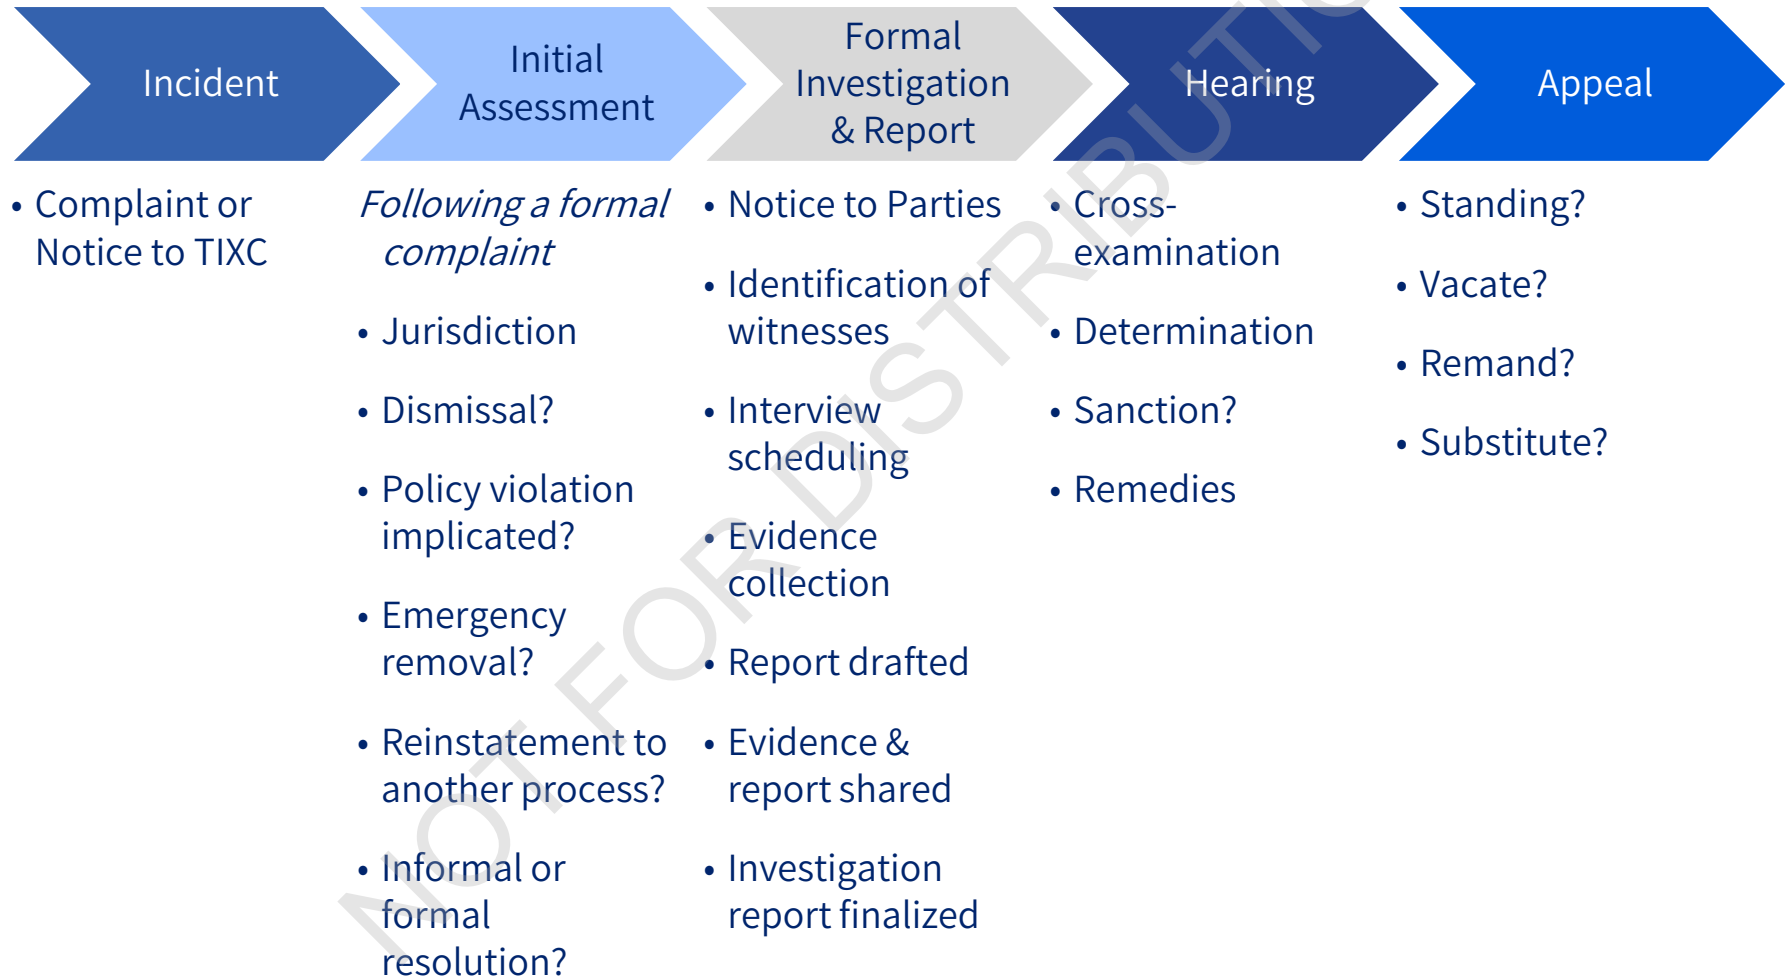 Incident
Initial
Assessment
Formal
Investigation
& Report
Hearing
Appeal
• Complaint or
Notice to TIXC
Following a formal
complaint
• Jurisdiction
• Dismissal?
• Policy violation
implicated?
• Emergency
removal?
• Reinstatement to
another process?
• Informal or
formal
resolution?
• Notice to Parties
• Identification of
witnesses
• Interview
scheduling
• Evidence
collection
• Report drafted
• Evidence &
report shared
• Investigation
report finalized
• Cross-
examination
• Determination
• Sanction?
• Remedies
• Standing?
• Vacate?
• Remand?
• Substitute?
NOT FOR DISTRIBUTIO